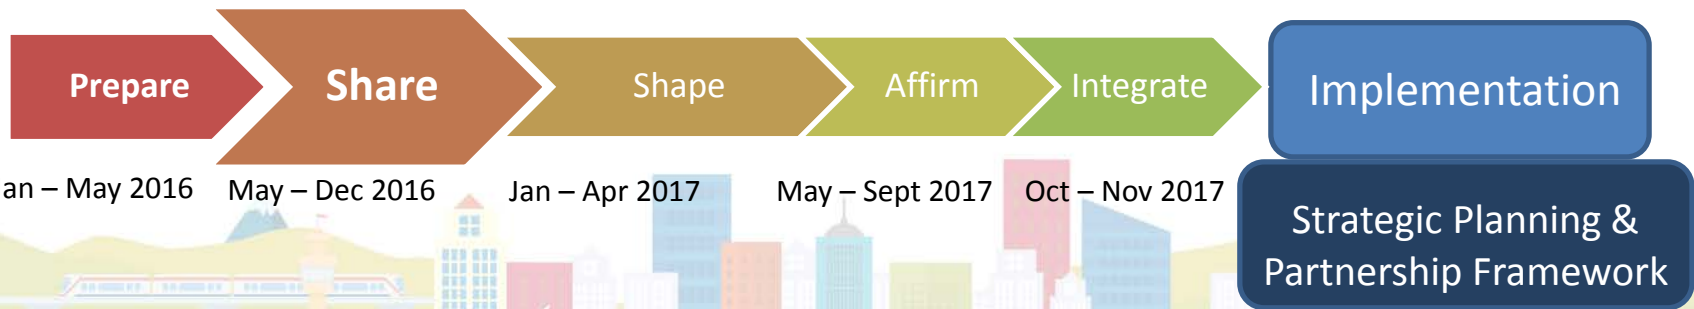 Prepare
Share
Shape
Affirm
Integrate
Implementation
an – May 2016
May – Dec 2016
Jan – Apr 2017
May – Sept 2017
Oct – Nov 2017
Strategic Planning &
Partnership Framework